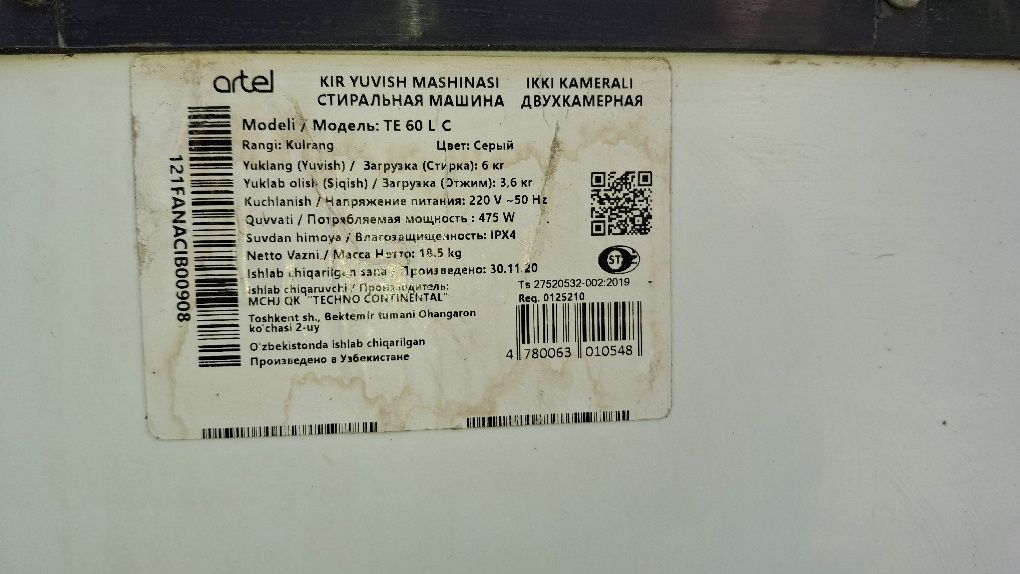 artel
KIR YUVISH MASHINASI IKKI KAMERALI
СТИРАЛЬНАЯ МАШИНА ДВУХКАМЕРНАЯ
Modeli / Модель: TE 60 L C
Rangi: Kulrang Цвет: Серый
Yuklang (Yuvish) / Загрузка (Стирка): 6 кг
Yuklab olish (Siqish) / Загрузка (Отжим): 3,6 кг
Kuchlanish / Напряжение питания: 220 V ~50 Hz
Quvvati / Потребляемая мощность : 475 W
Suvdan himoya / Влагозащищенность: IPX4
Netto Vazni / Масса Нетто: 18.5 kg
Ishlab chiqarilgan sana / Произведено: 30.11.20
Ishlab chiqaruvchi / Производитель:
MCHJ QK "TECHNO CONTINENTAL"
Toshkent sh., Bektemir tumani Ohangaron
ko'chasi 2-uy
O'zbekistonda ishlab chiqarilgan
Произведено в Узбекистане
ST
Ts 27520532-002:2019
Reg. 0125210
4 780063 010548
121FANACIB00908